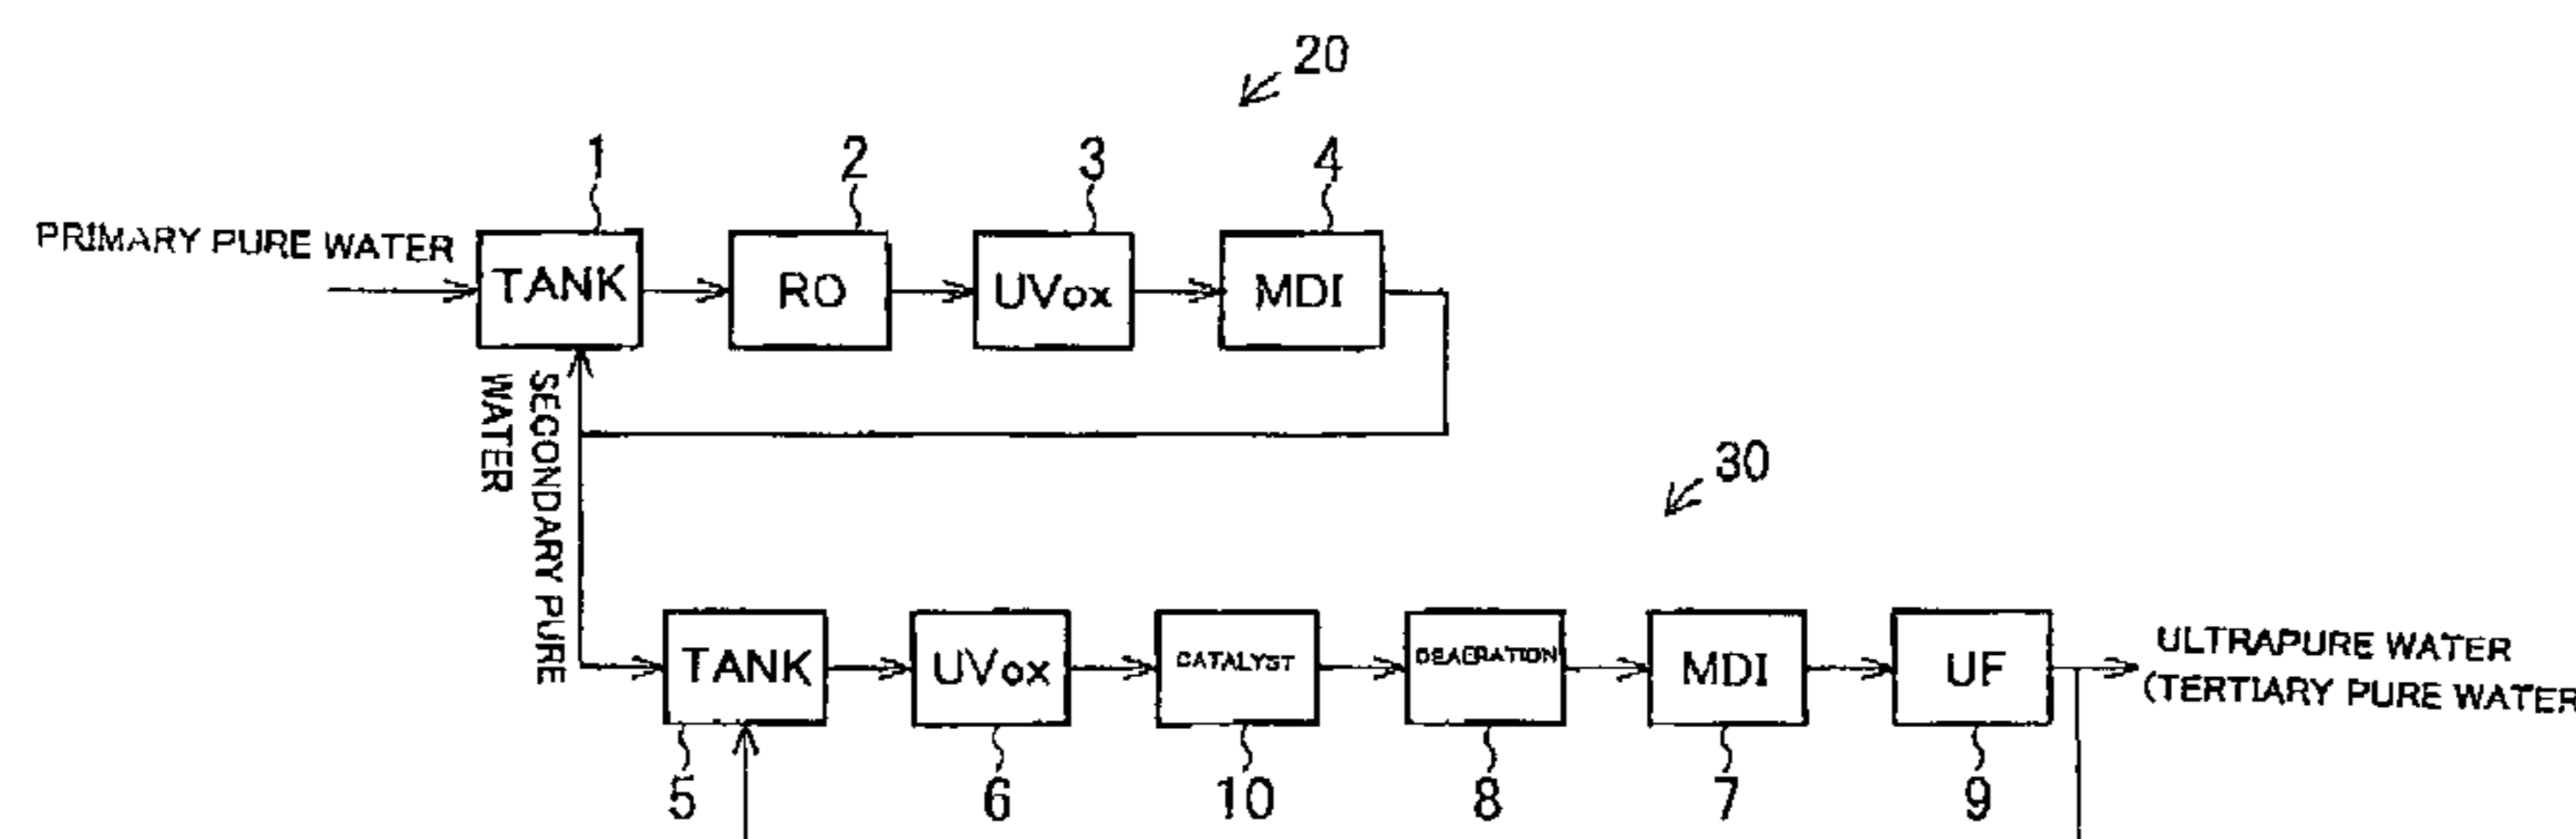 20
1 2 3 4
PRIMARY PURE WATER
TANK RO UVox MDI
SECONDARY PURE
WATER
30
TANK UVox CATALYST DEAERATION MDI UF
ULTRAPURE WATER
(TERTIARY PURE WATER
5 6 10 8 7 9